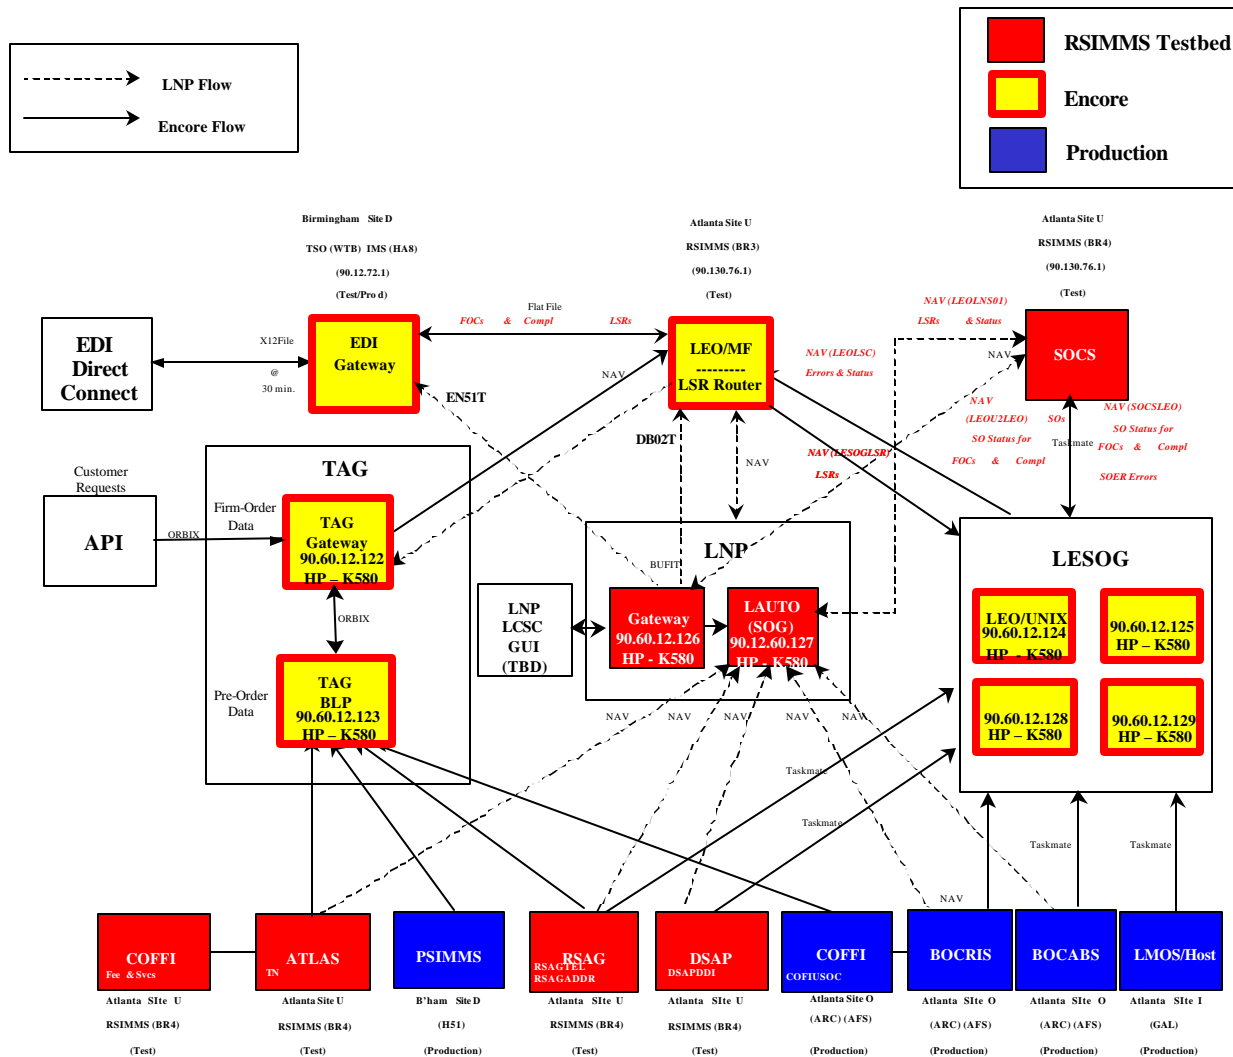 LNP Flow
Encore Flow
RSIMMS Testbed
Encore
Production
Birmingham Site D
TSO (WTB) IMS (HA8)
(90.12.72.1)
(Test/Prod)
Atlanta Site U
RSIMMS (BR3)
(90.130.76.1)
(Test)
Atlanta Site U
RSIMMS (BR4)
(90.130.76.1)
(Test)
EDI
Direct
Connect
X12File
@
30 min.
EDI
Gateway
Flat File
FOCs & Compl LSRs
LEO/MF
---------
LSR Router
NAV (LEOLNS01)
LSRs & Status
NAV
SOCS
NAV (LEOLSC)
Errors & Status
NAV
EN51T
DB02T
NAV
NAV (LESOGLSR)
LSRs
NAV
(LEOU2LEO) SOs
SO Status for
FOCs & Compl
Taskmate
NAV (SOCSLEO)
SO Status for
FOCs & Compl
SOER Errors
Customer
Requests
API
ORBIX
TAG
Firm-Order
Data
TAG
Gateway
90.60.12.122
HP – K580
ORBIX
Pre-Order
Data
TAG
BLP
90.60.12.123
HP – K580
LNP
BUFIT
LNP
LCSC
GUI
(TBD)
Gateway
90.60.12.126
HP - K580
LAUTO
(SOG)
90.12.60.127
HP - K580
LESOG
LEO/UNIX
90.60.12.124
HP - K580
90.60.12.125
HP – K580
90.60.12.128
HP – K580
90.60.12.129
HP – K580
NAV
NAV
NAV
NAV
NAV
Taskmate
Taskmate
Taskmate
Taskmate
NAV
COFFI
Fee & Svcs
ATLAS
TN
PSIMMS
RSAG
RSAGTEL
RSAGADDR
DSAP
DSAPDDI
COFFI
COFIUSOC
BOCRIS
BOCABS
LMOS/Host
Atlanta SIte U
RSIMMS (BR4)
(Test)
Atlanta Site U
RSIMMS (BR4)
(Test)
B'ham Site D
(H51)
(Production)
Atlanta SIte U
RSIMMS (BR4)
(Test)
Atlanta SIte U
RSIMMS (BR4)
(Test)
Atlanta Site O
(ARC) (AFS)
(Production)
Atlanta SIte O
(ARC) (AFS)
(Production)
Atlanta SIte O
(ARC) (AFS)
(Production)
Atlanta SIte I
(GAL)
(Production)